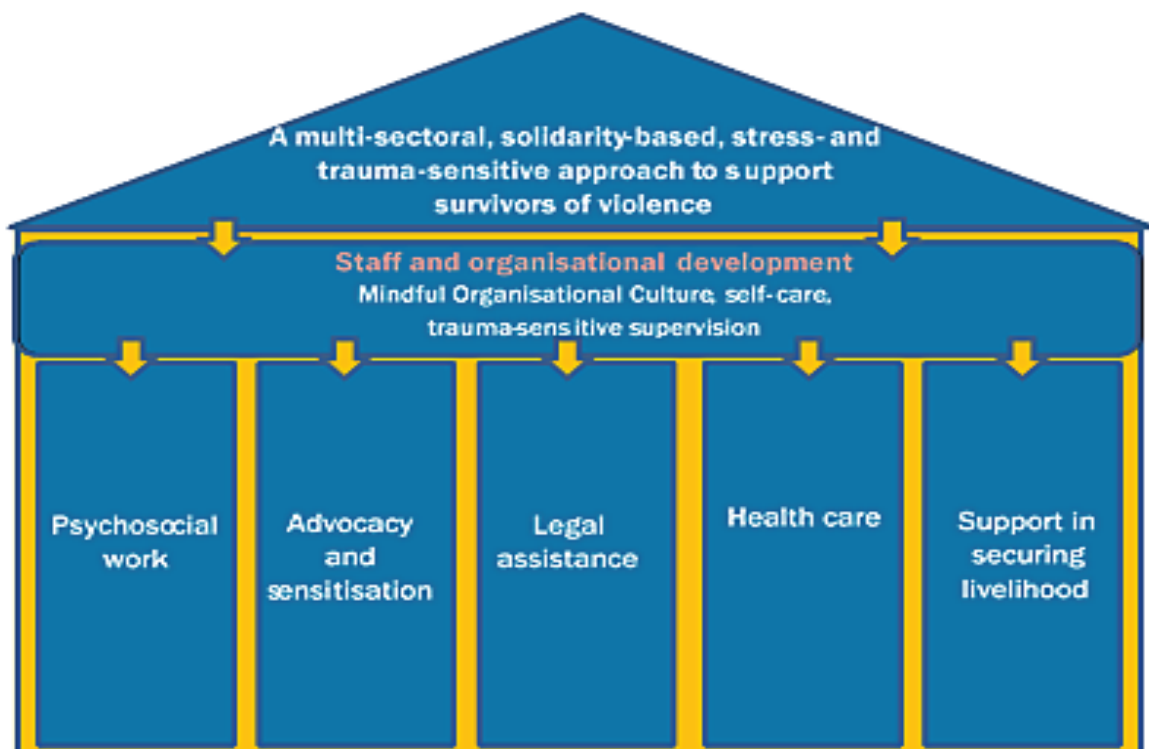 A multi-sectoral, solidarity-based, stress- and
trauma-sensitive approach to support
survivors of violence
Staff and organisational development
Mindful Organisational Culture, self-care,
trauma-sensitive supervision
Psychosocial
work
Advocacy
and
sensitisation
Legal
assistance
Health care
Support in
securing
livelihood